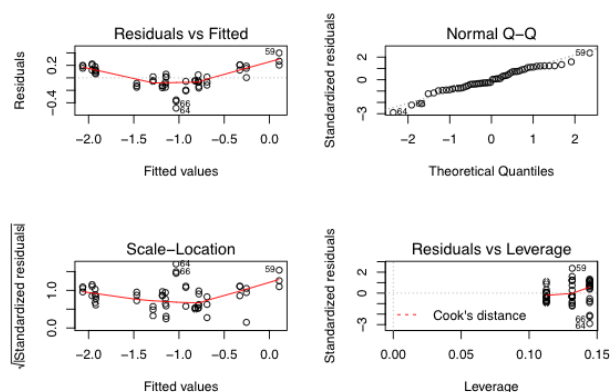 Residuals vs Fitted
Residuals
0.2
−0.4
59
66
64
−2.0 −1.5 −1.0 −0.5 0.0
Fitted values
Normal Q−Q
Standardized residuals
2
0
−3
59
64
−2 −1 0 1 2
Theoretical Quantiles
Scale−Location
√|Standardized residuals|
1.0
0.0
64
66
59
−2.0 −1.5 −1.0 −0.5 0.0
Fitted values
Residuals vs Leverage
Standardized residuals
2
0
−3
59
66
64
Cook's distance
0.00 0.05 0.10 0.15
Leverage